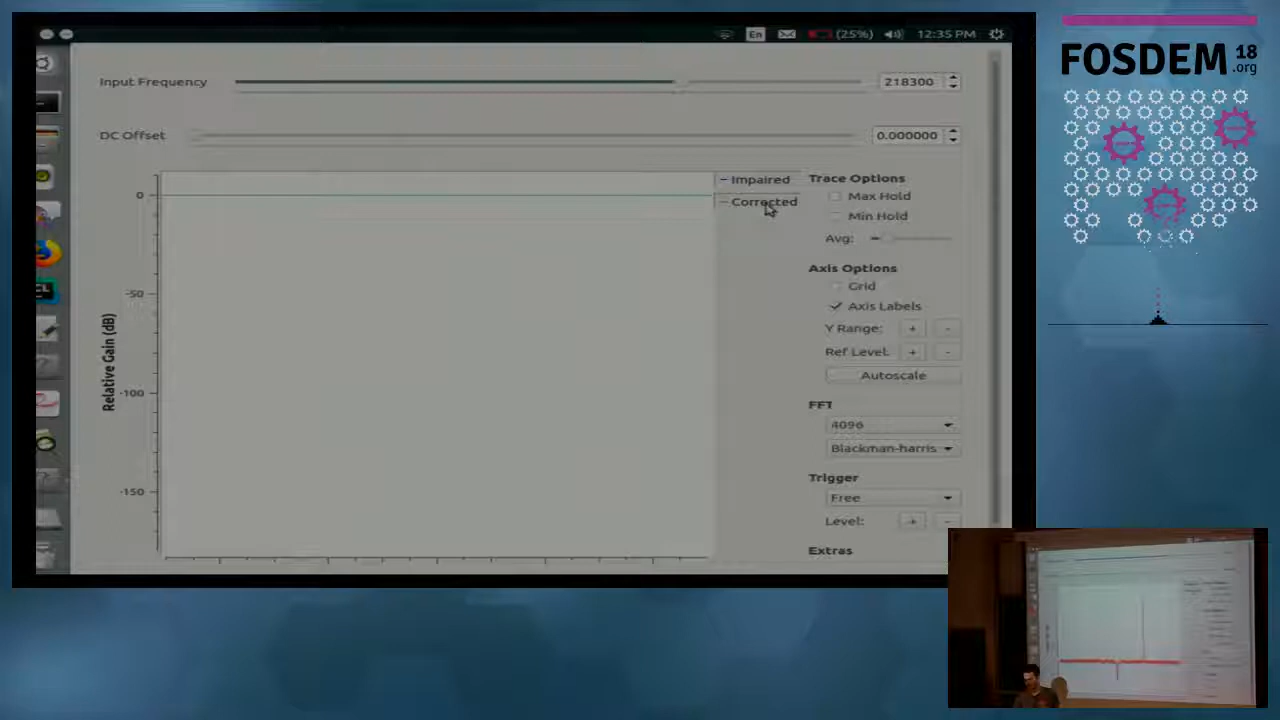 En
(25%)
12:35 PM
Input Frequency
218300
DC Offset
0.000000
Impaired
Corrected
Trace Options
Max Hold
Min Hold
Avg:
Axis Options
Grid
Axis Labels
Y Range: + -
Ref Level: + -
Autoscale
FFT
4096
Blackman-harris
Trigger
Free
Level: + -
Extras
Relative Gain (dB)
0
-50
-100
-150
FOSDEM 18
.org